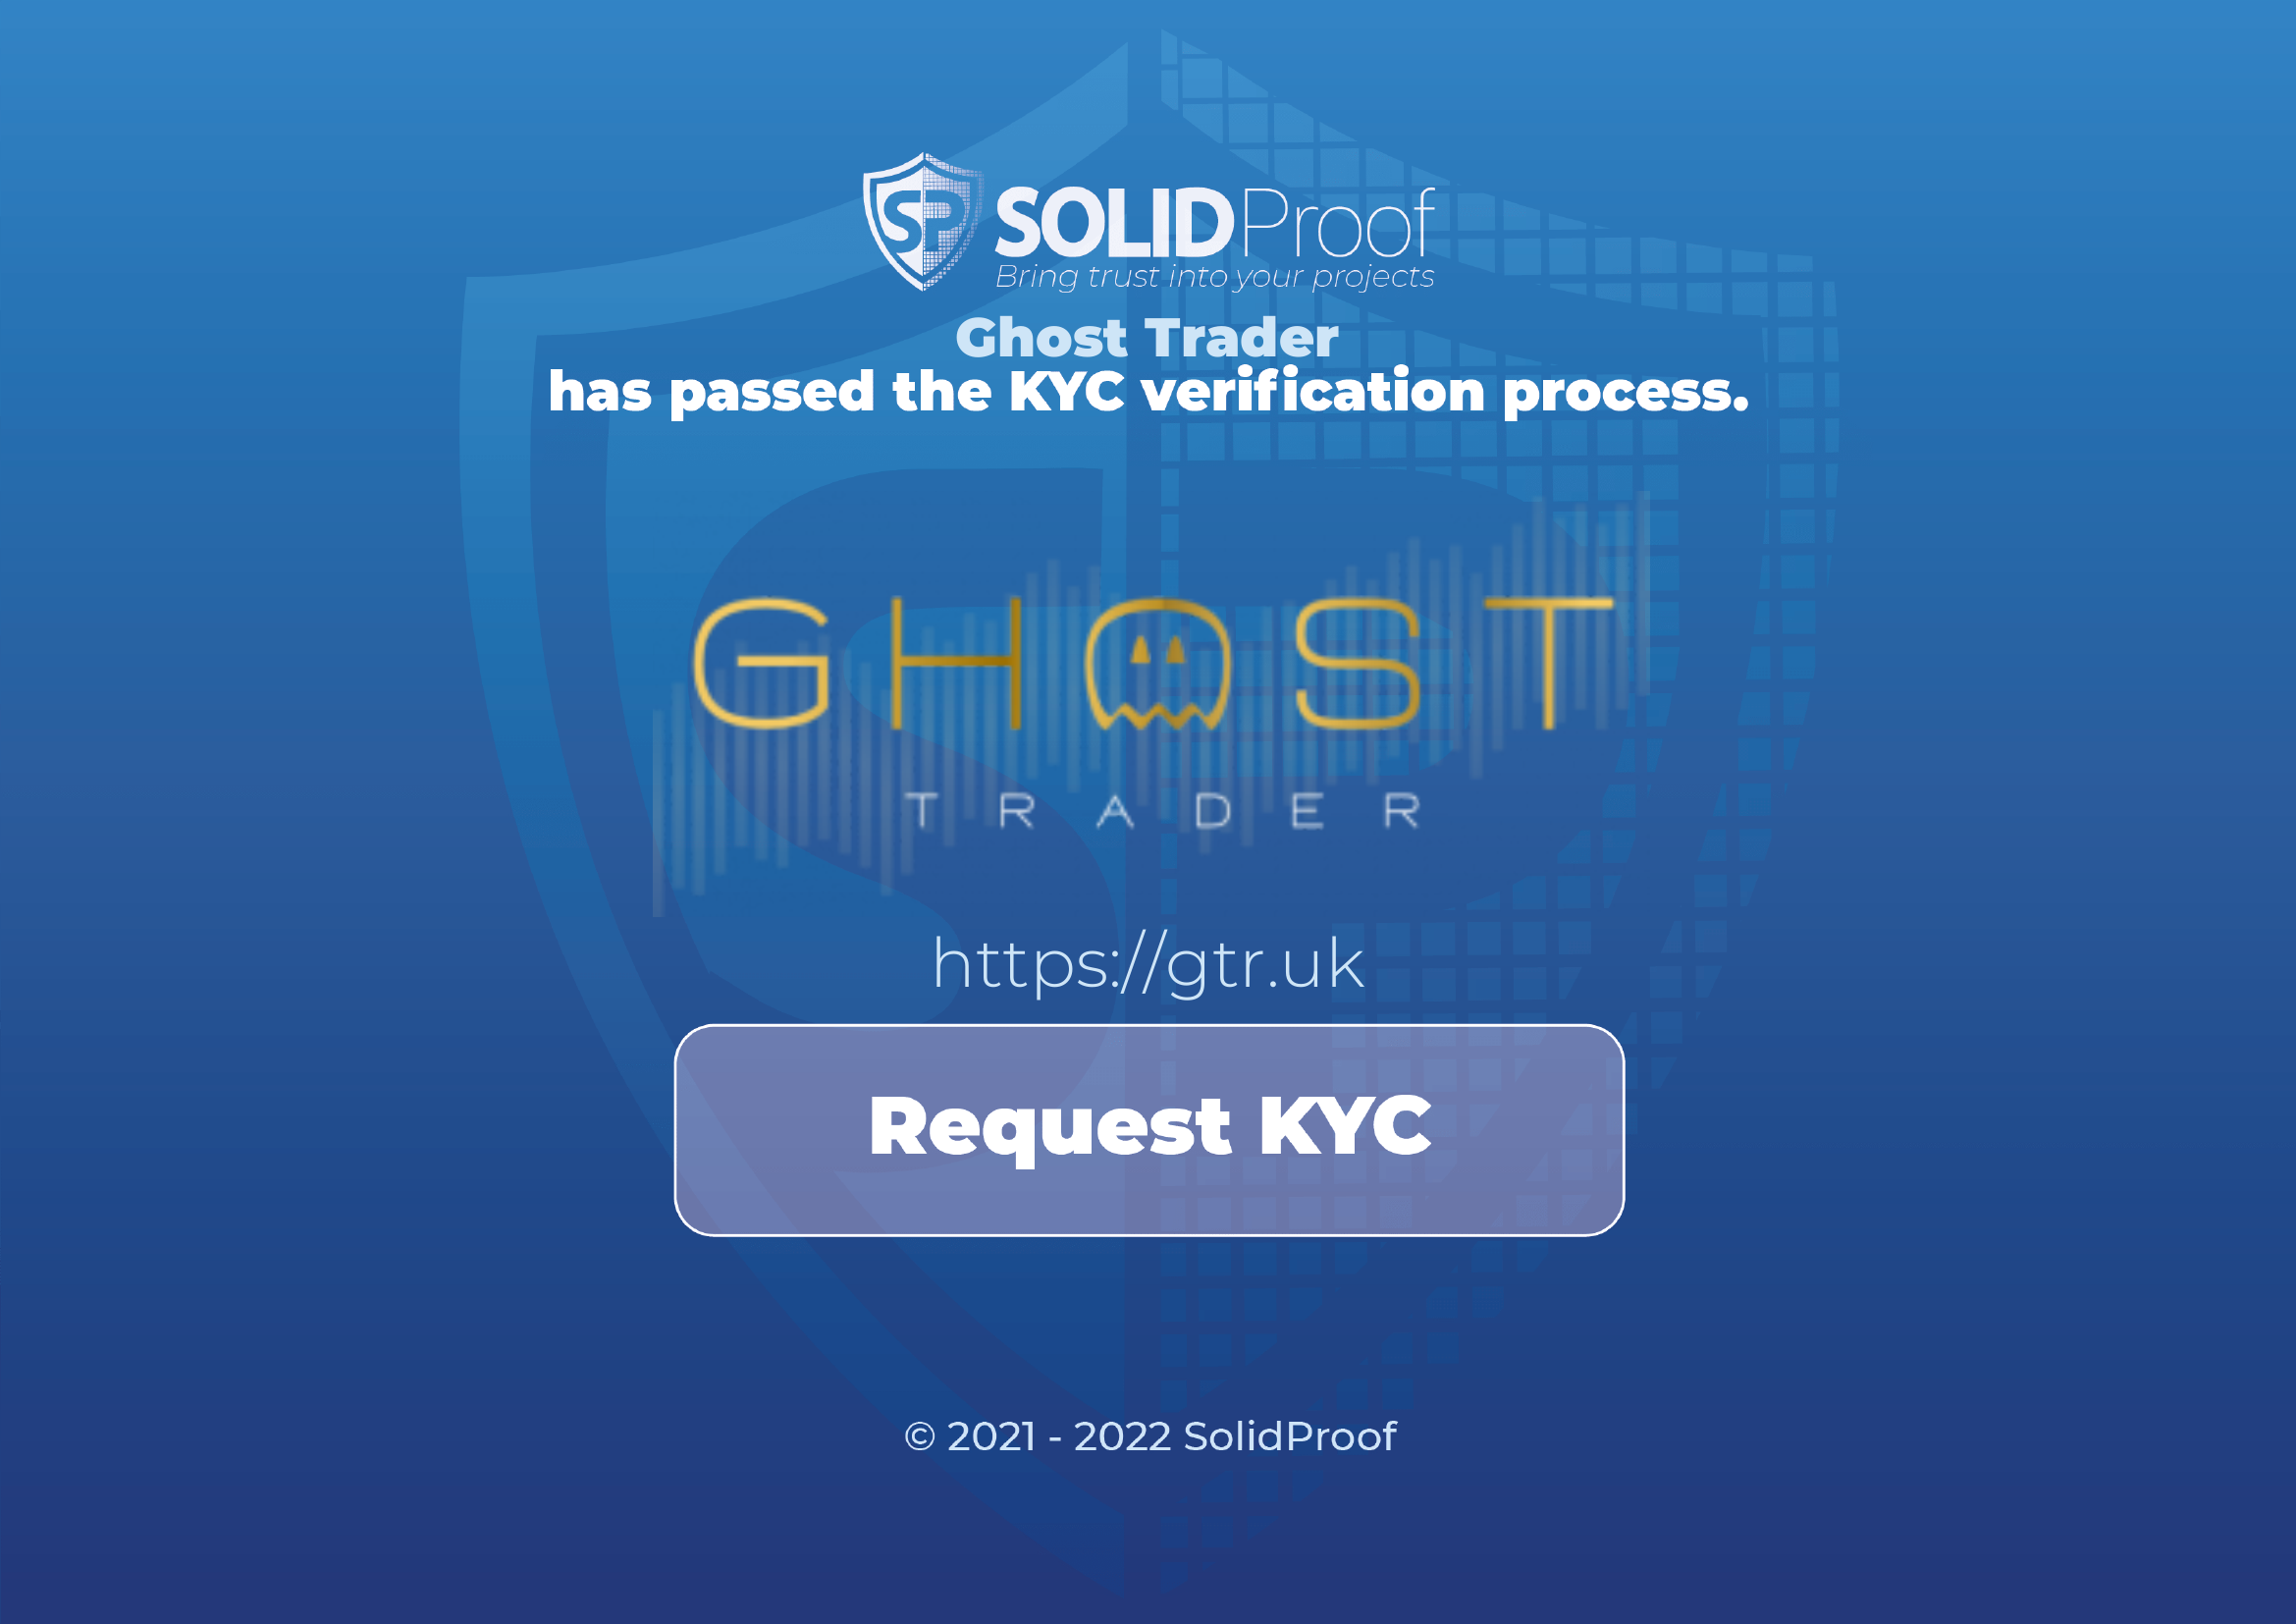 SP SOLIDProof
Bring trust into your projects
Ghost Trader
has passed the KYC verification process.
GHOST
TRADER
https://gtr.uk
Request KYC
© 2021 - 2022 SolidProof